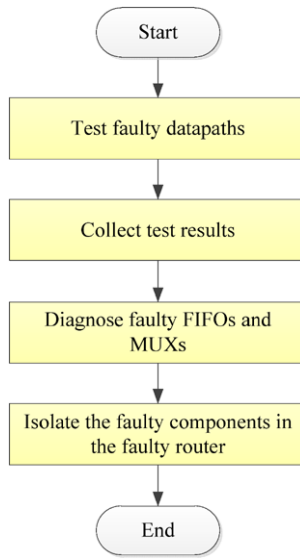 Start
Test faulty datapaths
Collect test results
Diagnose faulty FIFOs and
MUXs
Isolate the faulty components in
the faulty router
End